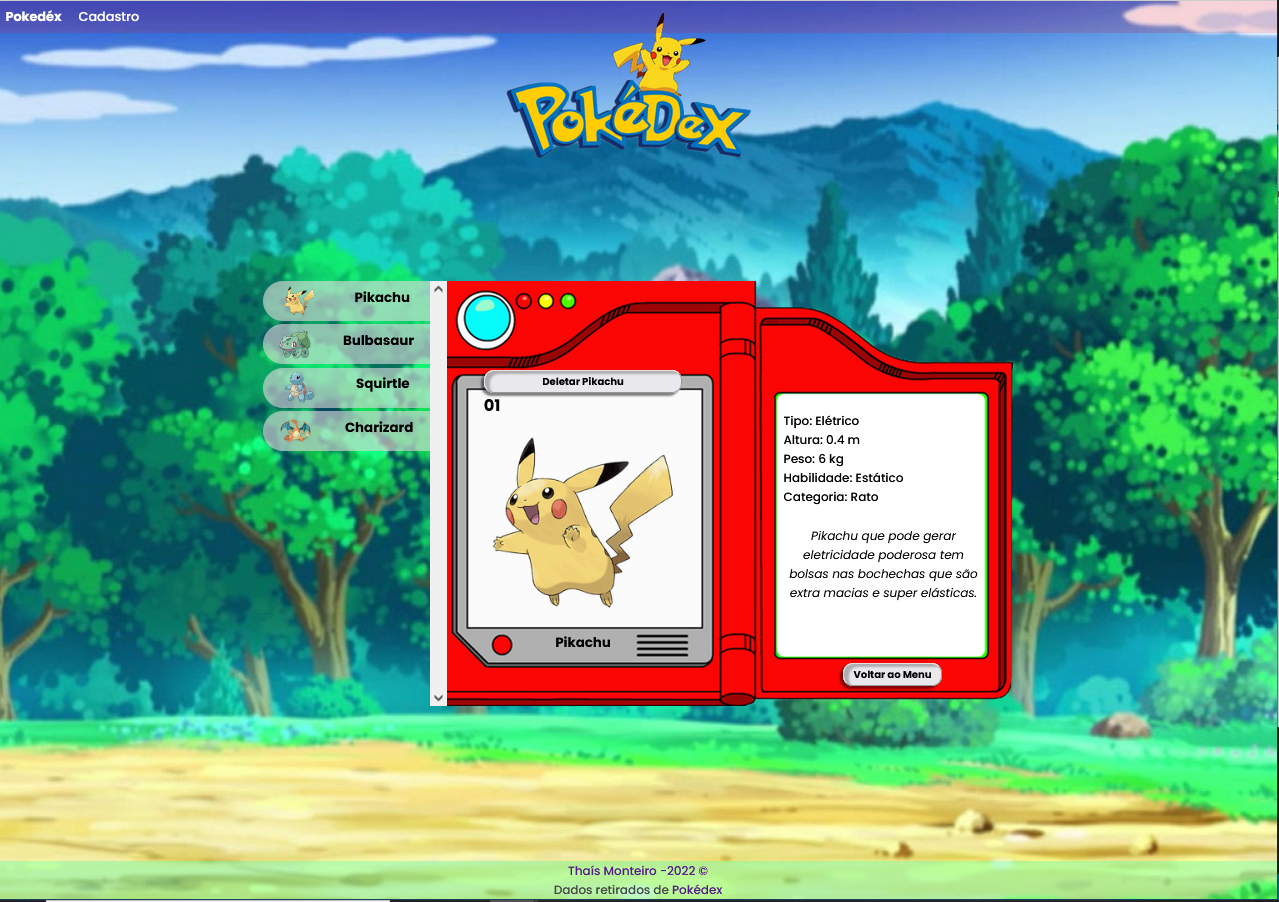 Pokedéx Cadastro
PokéDex
Pikachu
Bulbasaur
Squirtle
Charizard
Deletar Pikachu
01
Pikachu
Tipo: Elétrico
Altura: 0.4 m
Peso: 6 kg
Habilidade: Estático
Categoria: Rato
Pikachu que pode gerar
eletricidade poderosa tem
bolsas nas bochechas que são
extra macias e super elásticas.
Voltar ao Menu
Thaís Monteiro -2022 ©
Dados retirados de Pokédex